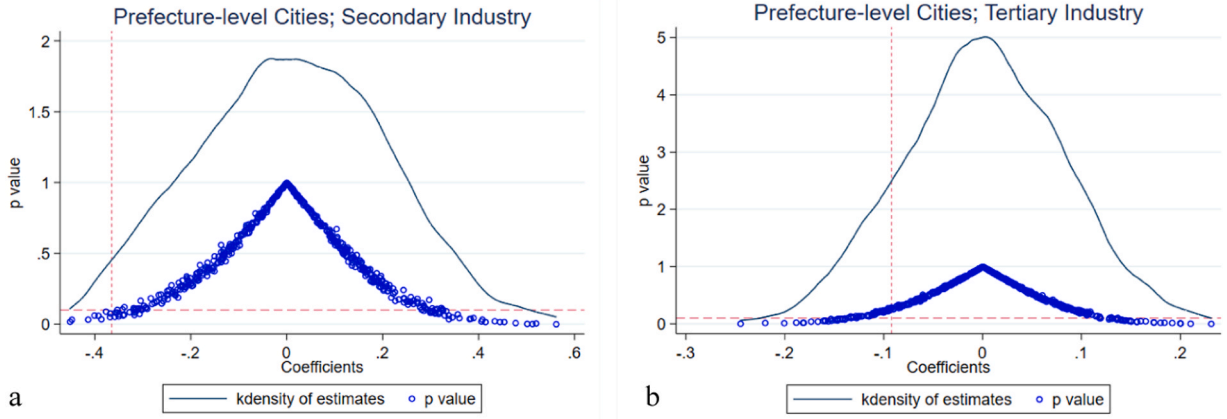 Prefecture-level Cities; Secondary Industry
2
1.5
1
.5
0
p value
-.4
-.2
0
.2
.4
.6
Coefficients
kdensity of estimates
p value
a
Prefecture-level Cities; Tertiary Industry
5
4
3
2
1
0
p value
-.3
-.2
-.1
0
.1
.2
Coefficients
kdensity of estimates
p value
b